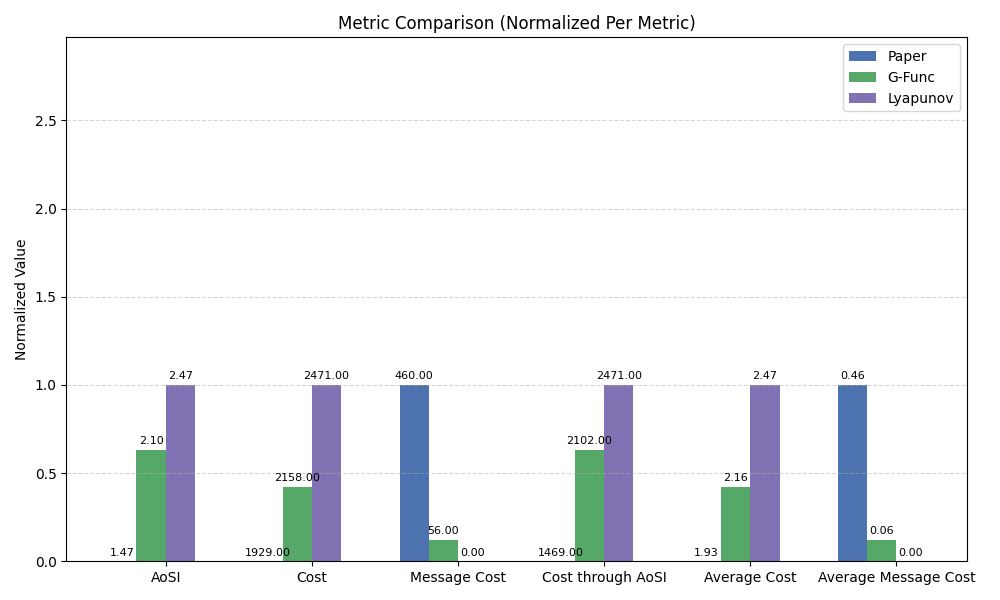 Metric Comparison (Normalized Per Metric)
Paper
G-Func
Lyapunov
Normalized Value
2.5
2.0
1.5
1.0
0.5
0.0
1.47
2.10
2.47
1929.00
2158.00
2471.00
460.00
56.00
0.00
1469.00
2102.00
2471.00
1.93
2.16
2.47
0.46
0.06
0.00
AoSI
Cost
Message Cost
Cost through AoSI
Average Cost
Average Message Cost